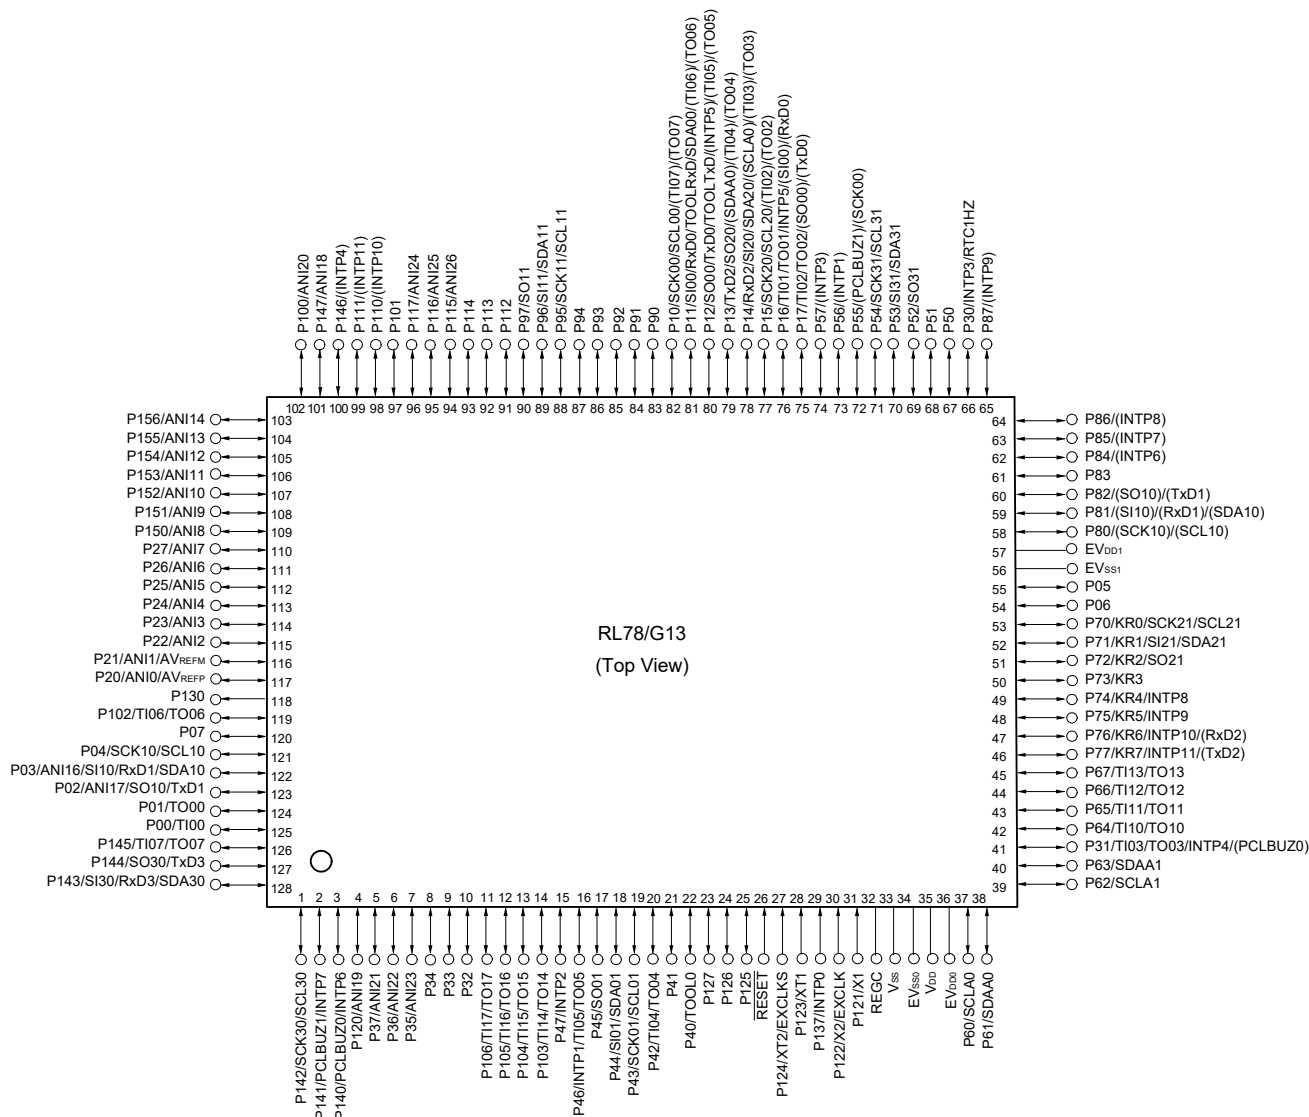 P100/ANI20
P147/ANI18
P146/(INTP4)
P111/(INTP11)
P110/(INTP10)
P101
P117/ANI24
P116/ANI25
P115/ANI26
P114
P113
P112
P97/SO11
P96/SI11/SDA11
P95/SCK11/SCL11
P94
P93
P92
P91
P90
P10/SCK00/SCL00/(TI07)/(TO07)
P11/SI00/RxD0/TOOLRxD/SDA00/(TI06)/(TO06)
P12/SO00/TxD0/TOOLTxD/(INTP5)/(TI05)/(TO05)
P13/TxD2/SO20/(SDAA0)/(TI04)/(TO04)
P14/RxD2/SI20/SDA20/(SCLA0)/(TI03)/(TO03)
P15/SCK20/SCL20/(TI02)/(TO02)
P16/TI01/TO01/INTP5/(SI00)/(RxD0)
P17/TI02/TO02/(SO00)/(TxD0)
P57/(INTP3)
P56/(INTP1)
P55/(PCLBUZ1)/(SCK00)
P54/SCK31/SCL31
P53/SI31/SDA31
P52/SO31
P51
P50
P30/INTP3/RTC1HZ
P87/(INTP9)
102 101 100 99 98 97 96 95 94 93 92 91 90 89 88 87 86 85 84 83 82 81 80 79 78 77 76 75 74 73 72 71 70 69 68 67 66 65
P156/ANI14 103
P155/ANI13 104
P154/ANI12 105
P153/ANI11 106
P152/ANI10 107
P151/ANI9 108
P150/ANI8 109
P27/ANI7 110
P26/ANI6 111
P25/ANI5 112
P24/ANI4 113
P23/ANI3 114
P22/ANI2 115
P21/ANI1/AVREFM 116
P20/ANI0/AVREFP 117
P130 118
P102/TI06/TO06 119
P07 120
P04/SCK10/SCL10 121
P03/ANI16/SI10/RxD1/SDA10 122
P02/ANI17/SO10/TxD1 123
P01/TO00 124
P00/TI00 125
P145/TI07/TO07 126
P144/SO30/TxD3 127
P143/SI30/RxD3/SDA30 128
RL78/G13
(Top View)
64 P86/(INTP8)
63 P85/(INTP7)
62 P84/(INTP6)
61 P83
60 P82/(SO10)/(TxD1)
59 P81/(SI10)/(RxD1)/(SDA10)
58 P80/(SCK10)/(SCL10)
57 EVDD1
56 EVSS1
55 P05
54 P06
53 P70/KR0/SCK21/SCL21
52 P71/KR1/SI21/SDA21
51 P72/KR2/SO21
50 P73/KR3
49 P74/KR4/INTP8
48 P75/KR5/INTP9
47 P76/KR6/INTP10/(RxD2)
46 P77/KR7/INTP11/(TxD2)
45 P67/TI13/TO13
44 P66/TI12/TO12
43 P65/TI11/TO11
42 P64/TI10/TO10
41 P31/TI03/TO03/INTP4/(PCLBUZ0)
40 P63/SDAA1
39 P62/SCLA1
1 2 3 4 5 6 7 8 9 10 11 12 13 14 15 16 17 18 19 20 21 22 23 24 25 26 27 28 29 30 31 32 33 34 35 36 37 38
P142/SCK30/SCL30
P141/PCLBUZ1/INTP7
P140/PCLBUZ0/INTP6
P120/ANI19
P37/ANI21
P36/ANI22
P35/ANI23
P34
P33
P32
P106/TI17/TO17
P105/TI16/TO16
P104/TI15/TO15
P103/TI14/TO14
P47/INTP2
P46/INTP1/TI05/TO05
P45/SO01
P44/SI01/SDA01
P43/SCK01/SCL01
P42/TI04/TO04
P41
P40/TOOL0
P127
P126
P125
RESET
P124/XT2/EXCLKS
P123/XT1
P137/INTP0
P122/X2/EXCLK
P121/X1
REGC
VSS
EVSS0
VDD
EVDD0
P60/SCLA0
P61/SDAA0